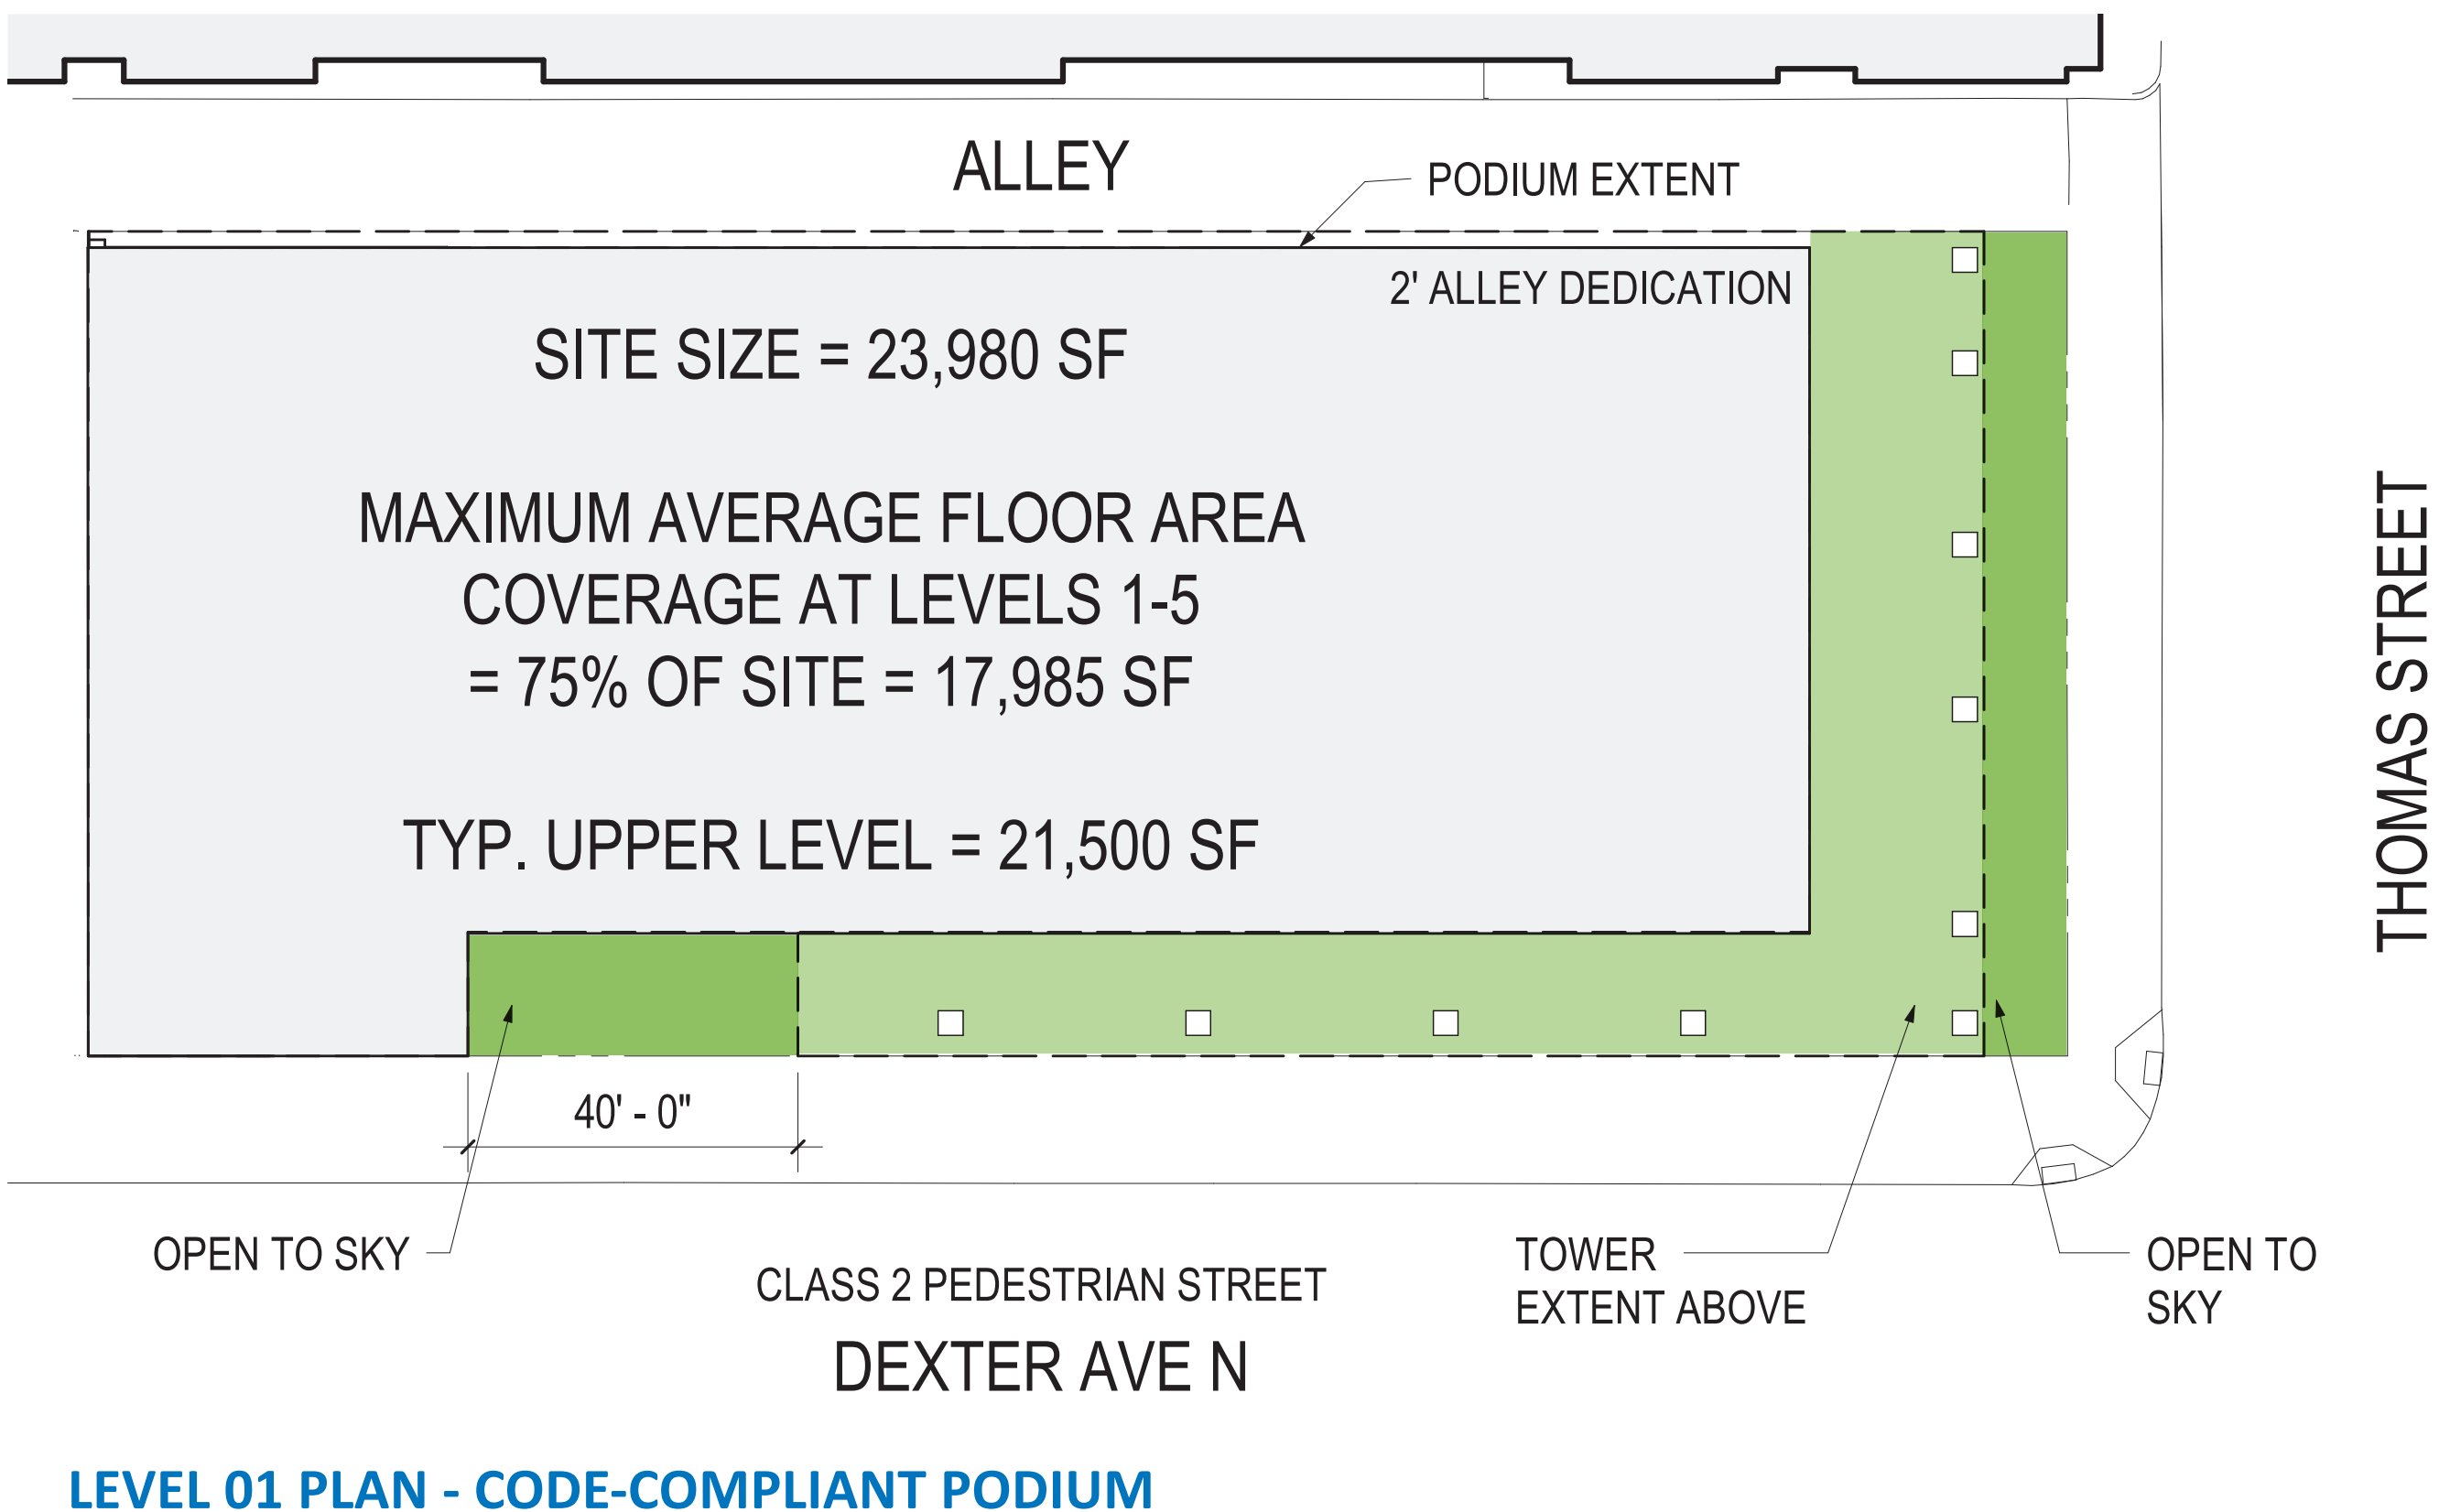 ALLEY
PODIUM EXTENT
2' ALLEY DEDICATION
SITE SIZE = 23,980 SF
MAXIMUM AVERAGE FLOOR AREA
COVERAGE AT LEVELS 1-5
= 75% OF SITE = 17,985 SF
TYP. UPPER LEVEL = 21,500 SF
THOMAS STREET
40' - 0"
OPEN TO SKY
TOWER
EXTENT ABOVE
OPEN TO
SKY
CLASS 2 PEDESTRIAN STREET
DEXTER AVE N
LEVEL 01 PLAN - CODE-COMPLIANT PODIUM